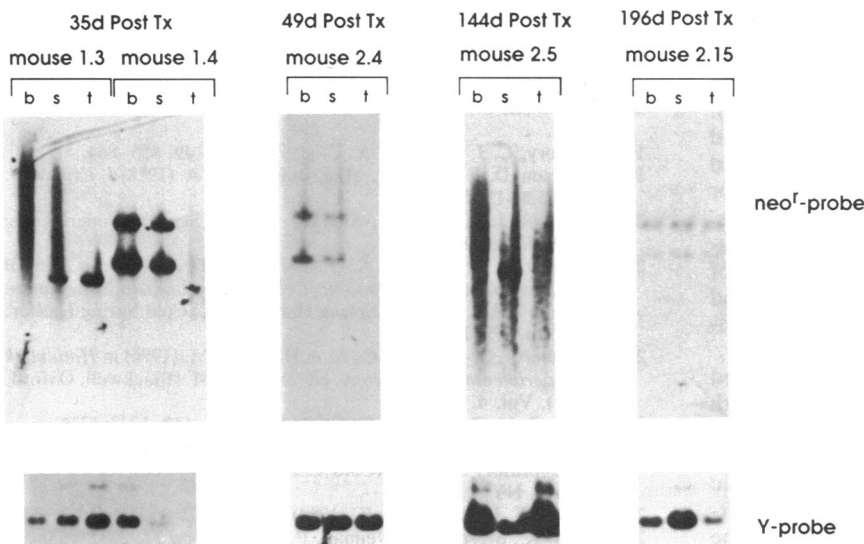 35d Post Tx
49d Post Tx
144d Post Tx
196d Post Tx
mouse 1.3
mouse 1.4
mouse 2.4
mouse 2.5
mouse 2.15
b s t b s t
b s t
b s t
b s t
neoʳ-probe
Y-probe